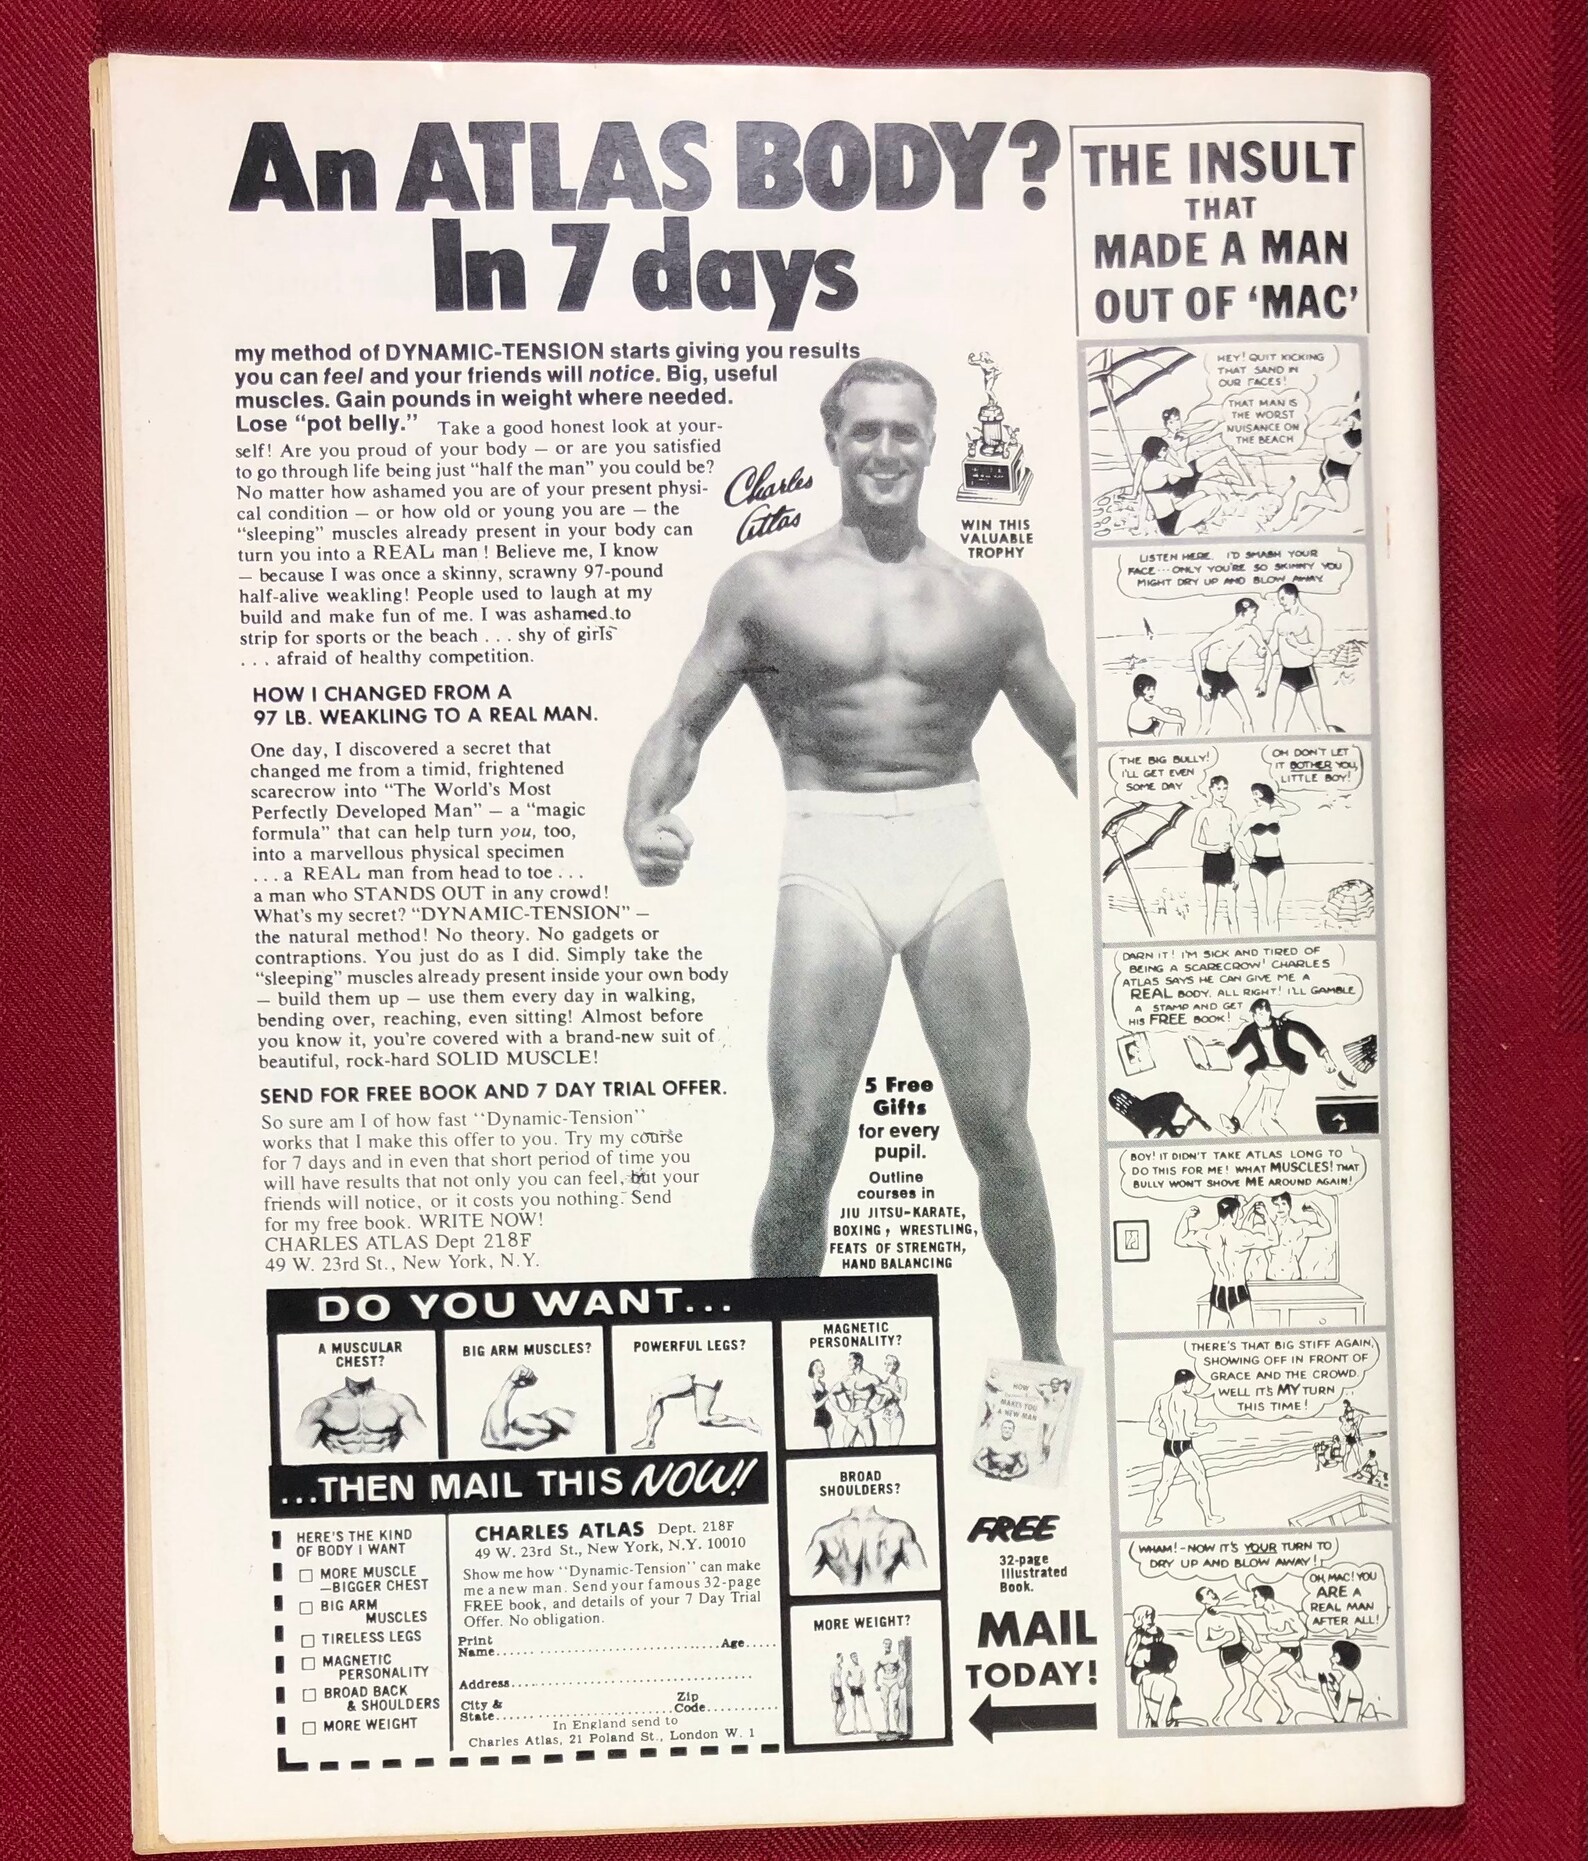 An ATLAS BODY?
In 7 days
my method of DYNAMIC-TENSION starts giving you results
you can feel and your friends will notice. Big, useful
muscles. Gain pounds in weight where needed.
Lose "pot belly." Take a good honest look at your-
self! Are you proud of your body — or are you satisfied
to go through life being just "half the man" you could be?
No matter how ashamed you are of your present physi-
cal condition — or how old or young you are — the
"sleeping" muscles already present in your body can
turn you into a REAL man ! Believe me, I know
— because I was once a skinny, scrawny 97-pound
half-alive weakling! People used to laugh at my
build and make fun of me. I was ashamed to
strip for sports or the beach . . . shy of girls
. . . afraid of healthy competition.
Charles
Atlas
WIN THIS
VALUABLE
TROPHY
HOW I CHANGED FROM A
97 LB. WEAKLING TO A REAL MAN.
One day, I discovered a secret that
changed me from a timid, frightened
scarecrow into "The World's Most
Perfectly Developed Man" — a "magic
formula" that can help turn you, too,
into a marvellous physical specimen
. . . a REAL man from head to toe . . .
a man who STANDS OUT in any crowd!
What's my secret? "DYNAMIC-TENSION" —
the natural method! No theory. No gadgets or
contraptions. You just do as I did. Simply take the
"sleeping" muscles already present inside your own body
— build them up — use them every day in walking,
bending over, reaching, even sitting! Almost before
you know it, you're covered with a brand-new suit of
beautiful, rock-hard SOLID MUSCLE!
SEND FOR FREE BOOK AND 7 DAY TRIAL OFFER.
So sure am I of how fast "Dynamic-Tension"
works that I make this offer to you. Try my course
for 7 days and in even that short period of time you
will have results that not only you can feel, but your
friends will notice, or it costs you nothing. Send
for my free book. WRITE NOW!
CHARLES ATLAS Dept 218F
49 W. 23rd St., New York, N.Y.
5 Free
Gifts
for every
pupil.
Outline
courses in
JIU JITSU-KARATE,
BOXING, WRESTLING,
FEATS OF STRENGTH,
HAND BALANCING
DO YOU WANT...
A MUSCULAR
CHEST?
BIG ARM MUSCLES?
POWERFUL LEGS?
MAGNETIC
PERSONALITY?
BROAD
SHOULDERS?
MORE WEIGHT?
...THEN MAIL THIS NOW!
HERE'S THE KIND
OF BODY I WANT
MORE MUSCLE
—BIGGER CHEST
BIG ARM
MUSCLES
TIRELESS LEGS
MAGNETIC
PERSONALITY
BROAD BACK
& SHOULDERS
MORE WEIGHT
CHARLES ATLAS Dept. 218F
49 W. 23rd St., New York, N.Y. 10010
Show me how "Dynamic-Tension" can make
me a new man. Send your famous 32-page
FREE book, and details of your 7 Day Trial
Offer. No obligation.
Print
Name..........Age.....
Address..........
City & Zip
State..........Code..........
In England send to
Charles Atlas, 21 Poland St., London W. 1
HOW
MAKES YOU
A NEW MAN
FREE
32-page
Illustrated
Book.
MAIL
TODAY!
THE INSULT
THAT
MADE A MAN
OUT OF 'MAC'
HEY! QUIT KICKING
THAT SAND IN
OUR FACES!
THAT MAN IS
THE WORST
NUISANCE ON
THE BEACH
LISTEN HERE. I'D SMASH YOUR
FACE---ONLY YOU'RE SO SKINNY YOU
MIGHT DRY UP AND BLOW AWAY.
THE BIG BULLY!
I'LL GET EVEN
SOME DAY
OH DON'T LET
IT BOTHER YOU,
LITTLE BOY!
DARN IT! I'M SICK AND TIRED OF
BEING A SCARECROW! CHARLES
ATLAS SAYS HE CAN GIVE ME A
REAL BODY. ALL RIGHT! I'LL GAMBLE
A STAMP AND GET
HIS FREE BOOK!
BOY! IT DIDN'T TAKE ATLAS LONG TO
DO THIS FOR ME! WHAT MUSCLES! THAT
BULLY WON'T SHOVE ME AROUND AGAIN!
THERE'S THAT BIG STIFF AGAIN,
SHOWING OFF IN FRONT OF
GRACE AND THE CROWD.
WELL IT'S MY TURN
THIS TIME!
WHAM! - NOW IT'S YOUR TURN TO
DRY UP AND BLOW AWAY!
OH, MAC! YOU
ARE A
REAL MAN
AFTER ALL!